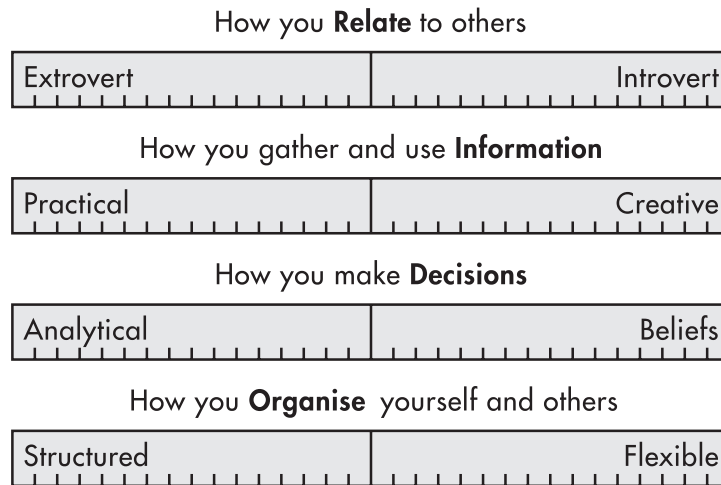 How you Relate to others
Extrovert Introvert
How you gather and use Information
Practical Creative
How you make Decisions
Analytical Beliefs
How you Organise yourself and others
Structured Flexible